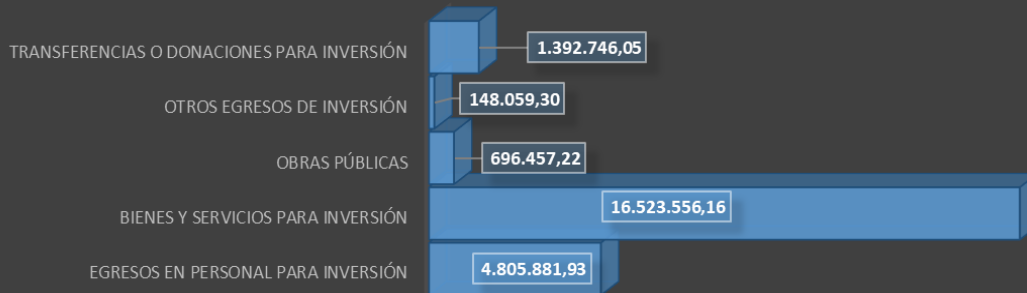 TRANSFERENCIAS O DONACIONES PARA INVERSIÓN 1.392.746,05
OTROS EGRESOS DE INVERSIÓN 148.059,30
OBRAS PÚBLICAS 696.457,22
BIENES Y SERVICIOS PARA INVERSIÓN 16.523.556,16
EGRESOS EN PERSONAL PARA INVERSIÓN 4.805.881,93